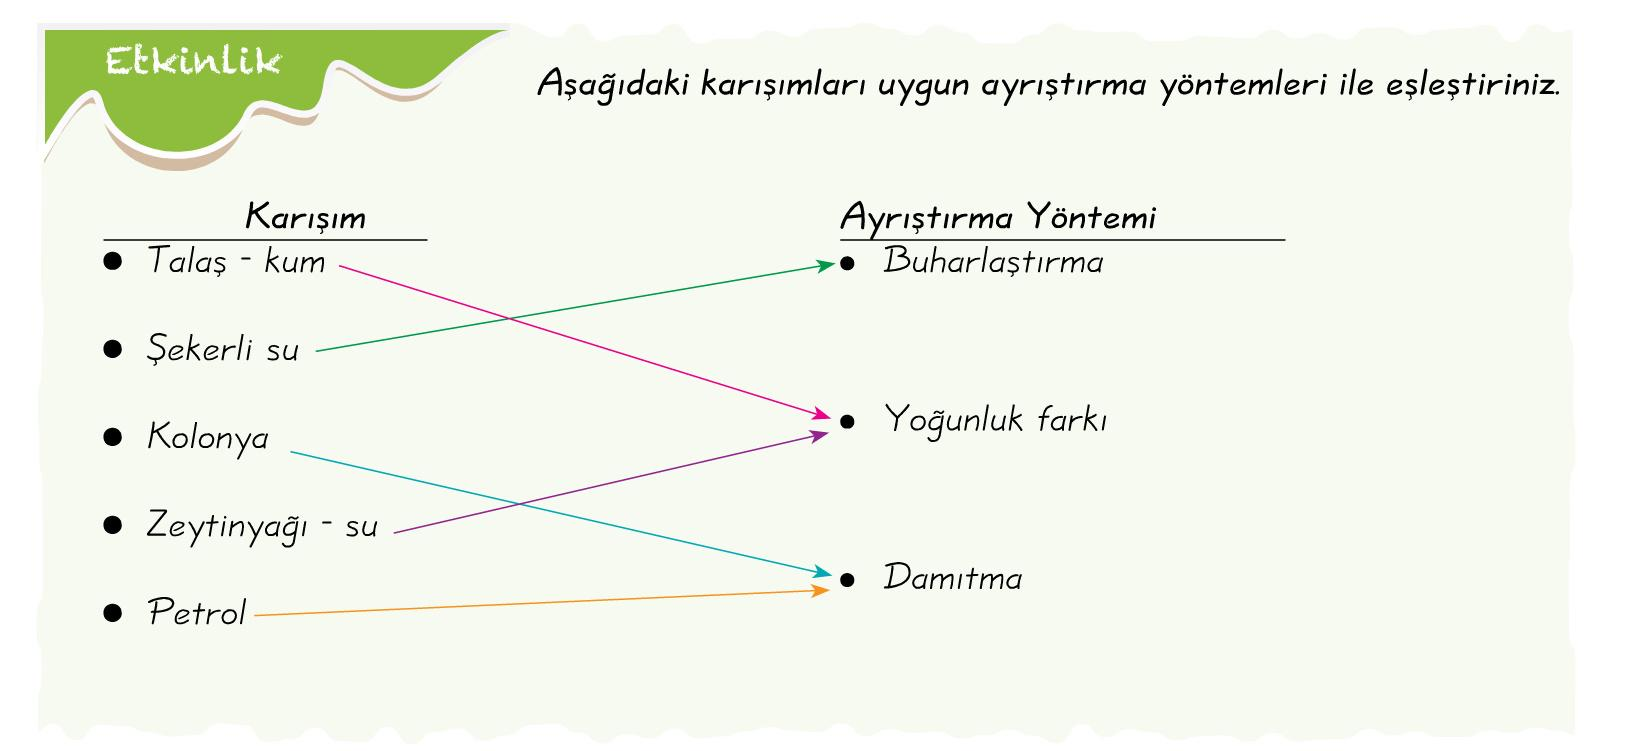 Etkinlik
Aşağıdaki karışımları uygun ayrıştırma yöntemleri ile eşleştiriniz.
Karışım
Talaş - kum
Şekerli su
Kolonya
Zeytinyağı - su
Petrol
Ayrıştırma Yöntemi
Buharlaştırma
Yoğunluk farkı
Damıtma